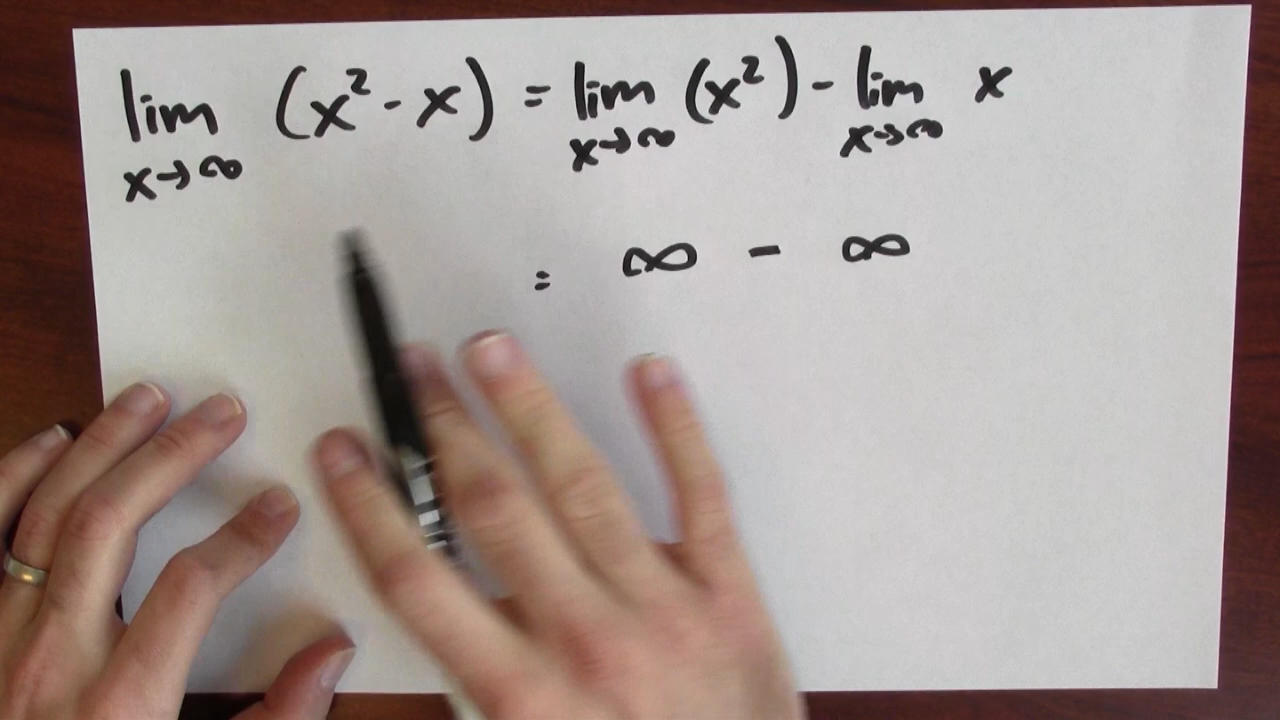 lim (x² - x) = lim (x²) - lim x
x→∞ x→∞ x→∞
= ∞ - ∞